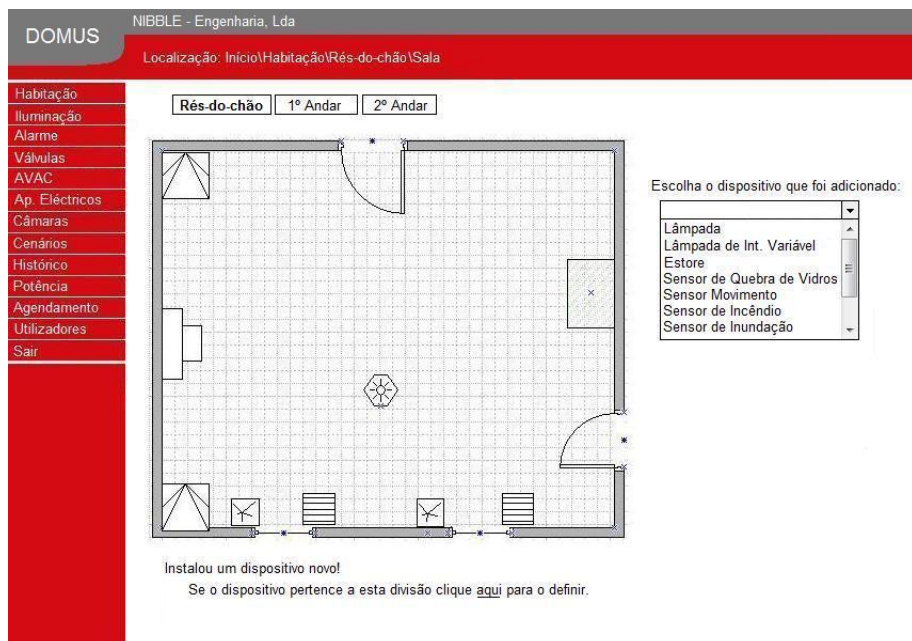 DOMUS
NIBBLE - Engenharia, Lda
Localização: Início\Habitação\Rés-do-chão\Sala
Habitação
Iluminação
Alarme
Válvulas
AVAC
Ap. Eléctricos
Câmaras
Cenários
Histórico
Potência
Agendamento
Utilizadores
Sair
Rés-do-chão 1º Andar 2º Andar
Escolha o dispositivo que foi adicionado:
Lâmpada
Lâmpada de Int. Variável
Estore
Sensor de Quebra de Vidros
Sensor Movimento
Sensor de Incêndio
Sensor de Inundação
Instalou um dispositivo novo!
Se o dispositivo pertence a esta divisão clique aqui para o definir.